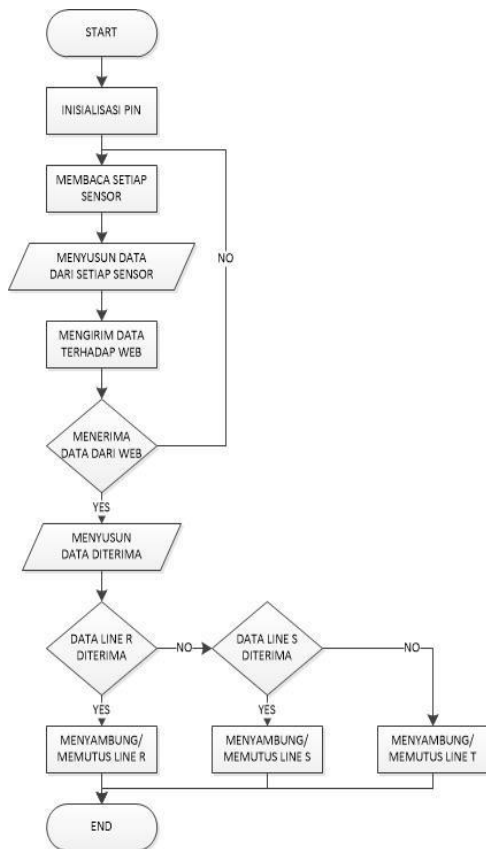 START
INISIALISASI PIN
MEMBACA SETIAP
SENSOR
MENYUSUN DATA
DARI SETIAP SENSOR
NO
MENGIRIM DATA
TERHADAP WEB
MENERIMA
DATA DARI WEB
YES
MENYUSUN
DATA DITERIMA
DATA LINE R
DITERIMA
NO
DATA LINE S
DITERIMA
NO
YES
YES
MENYAMBUNG/
MEMUTUS LINE R
MENYAMBUNG/
MEMUTUS LINE S
MENYAMBUNG/
MEMUTUS LINE T
END